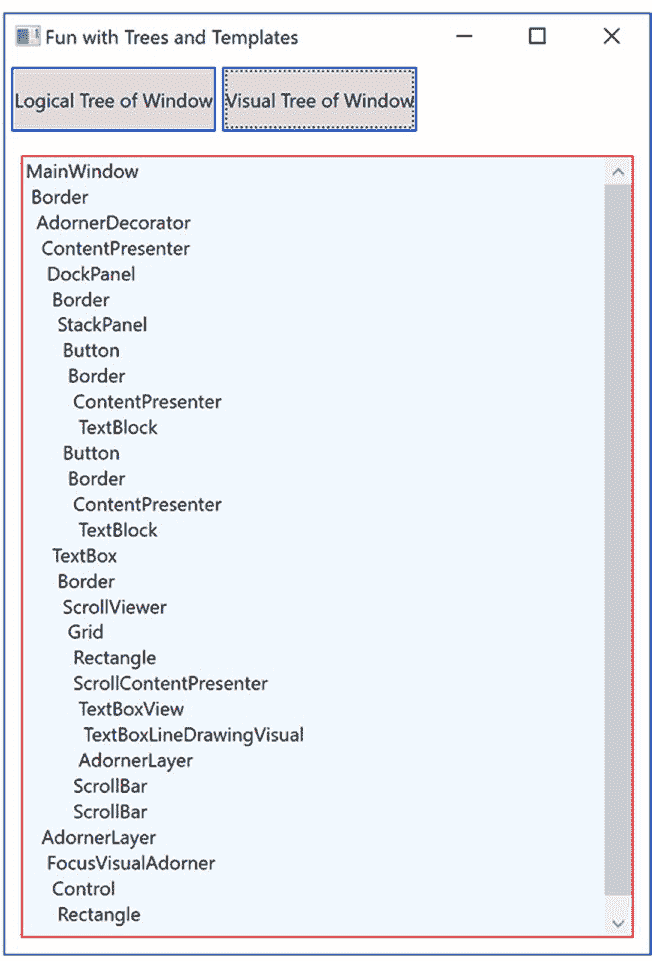 Fun with Trees and Templates
Logical Tree of Window Visual Tree of Window
MainWindow
Border
AdornerDecorator
ContentPresenter
DockPanel
Border
StackPanel
Button
Border
ContentPresenter
TextBlock
Button
Border
ContentPresenter
TextBlock
TextBox
Border
ScrollViewer
Grid
Rectangle
ScrollContentPresenter
TextBoxView
TextBoxLineDrawingVisual
AdornerLayer
ScrollBar
ScrollBar
AdornerLayer
FocusVisualAdorner
Control
Rectangle